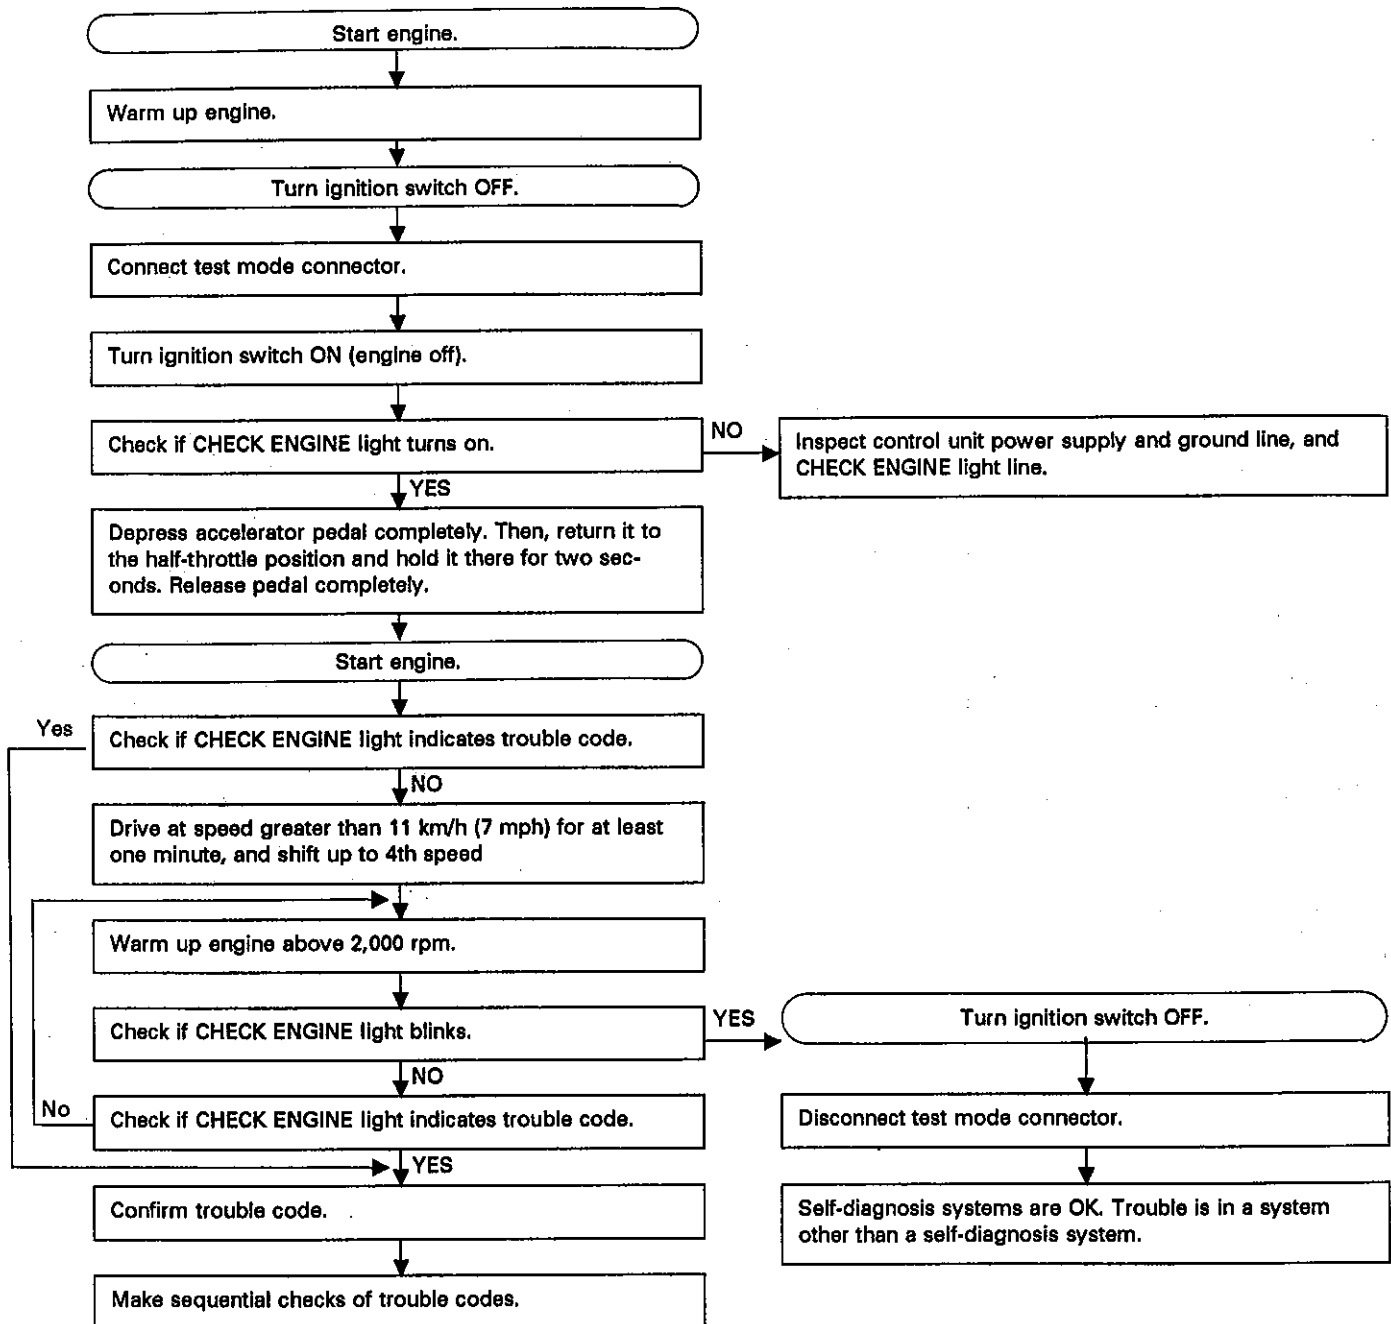 Start engine.
Warm up engine.
Turn ignition switch OFF.
Connect test mode connector.
Turn ignition switch ON (engine off).
Check if CHECK ENGINE light turns on.
NO
Inspect control unit power supply and ground line, and
CHECK ENGINE light line.
YES
Depress accelerator pedal completely. Then, return it to
the half-throttle position and hold it there for two sec-
onds. Release pedal completely.
Start engine.
Yes
Check if CHECK ENGINE light indicates trouble code.
NO
Drive at speed greater than 11 km/h (7 mph) for at least
one minute, and shift up to 4th speed
Warm up engine above 2,000 rpm.
Check if CHECK ENGINE light blinks.
YES
Turn ignition switch OFF.
NO
No
Check if CHECK ENGINE light indicates trouble code.
Disconnect test mode connector.
YES
Confirm trouble code.
Self-diagnosis systems are OK. Trouble is in a system
other than a self-diagnosis system.
Make sequential checks of trouble codes.